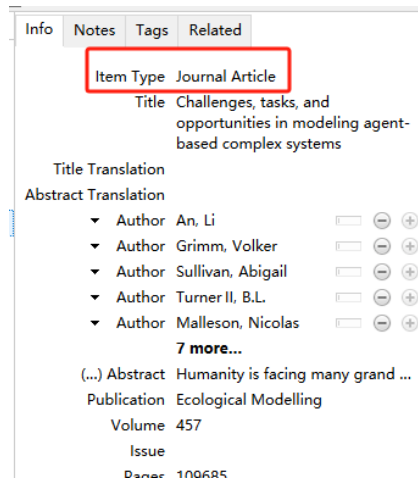 Info Notes Tags Related
Item Type Journal Article
Title Challenges, tasks, and
opportunities in modeling agent-
based complex systems
Title Translation
Abstract Translation
Author An, Li
Author Grimm, Volker
Author Sullivan, Abigail
Author Turner II, B.L.
Author Malleson, Nicolas
7 more...
(...) Abstract Humanity is facing many grand ...
Publication Ecological Modelling
Volume 457
Issue
Pages 109685